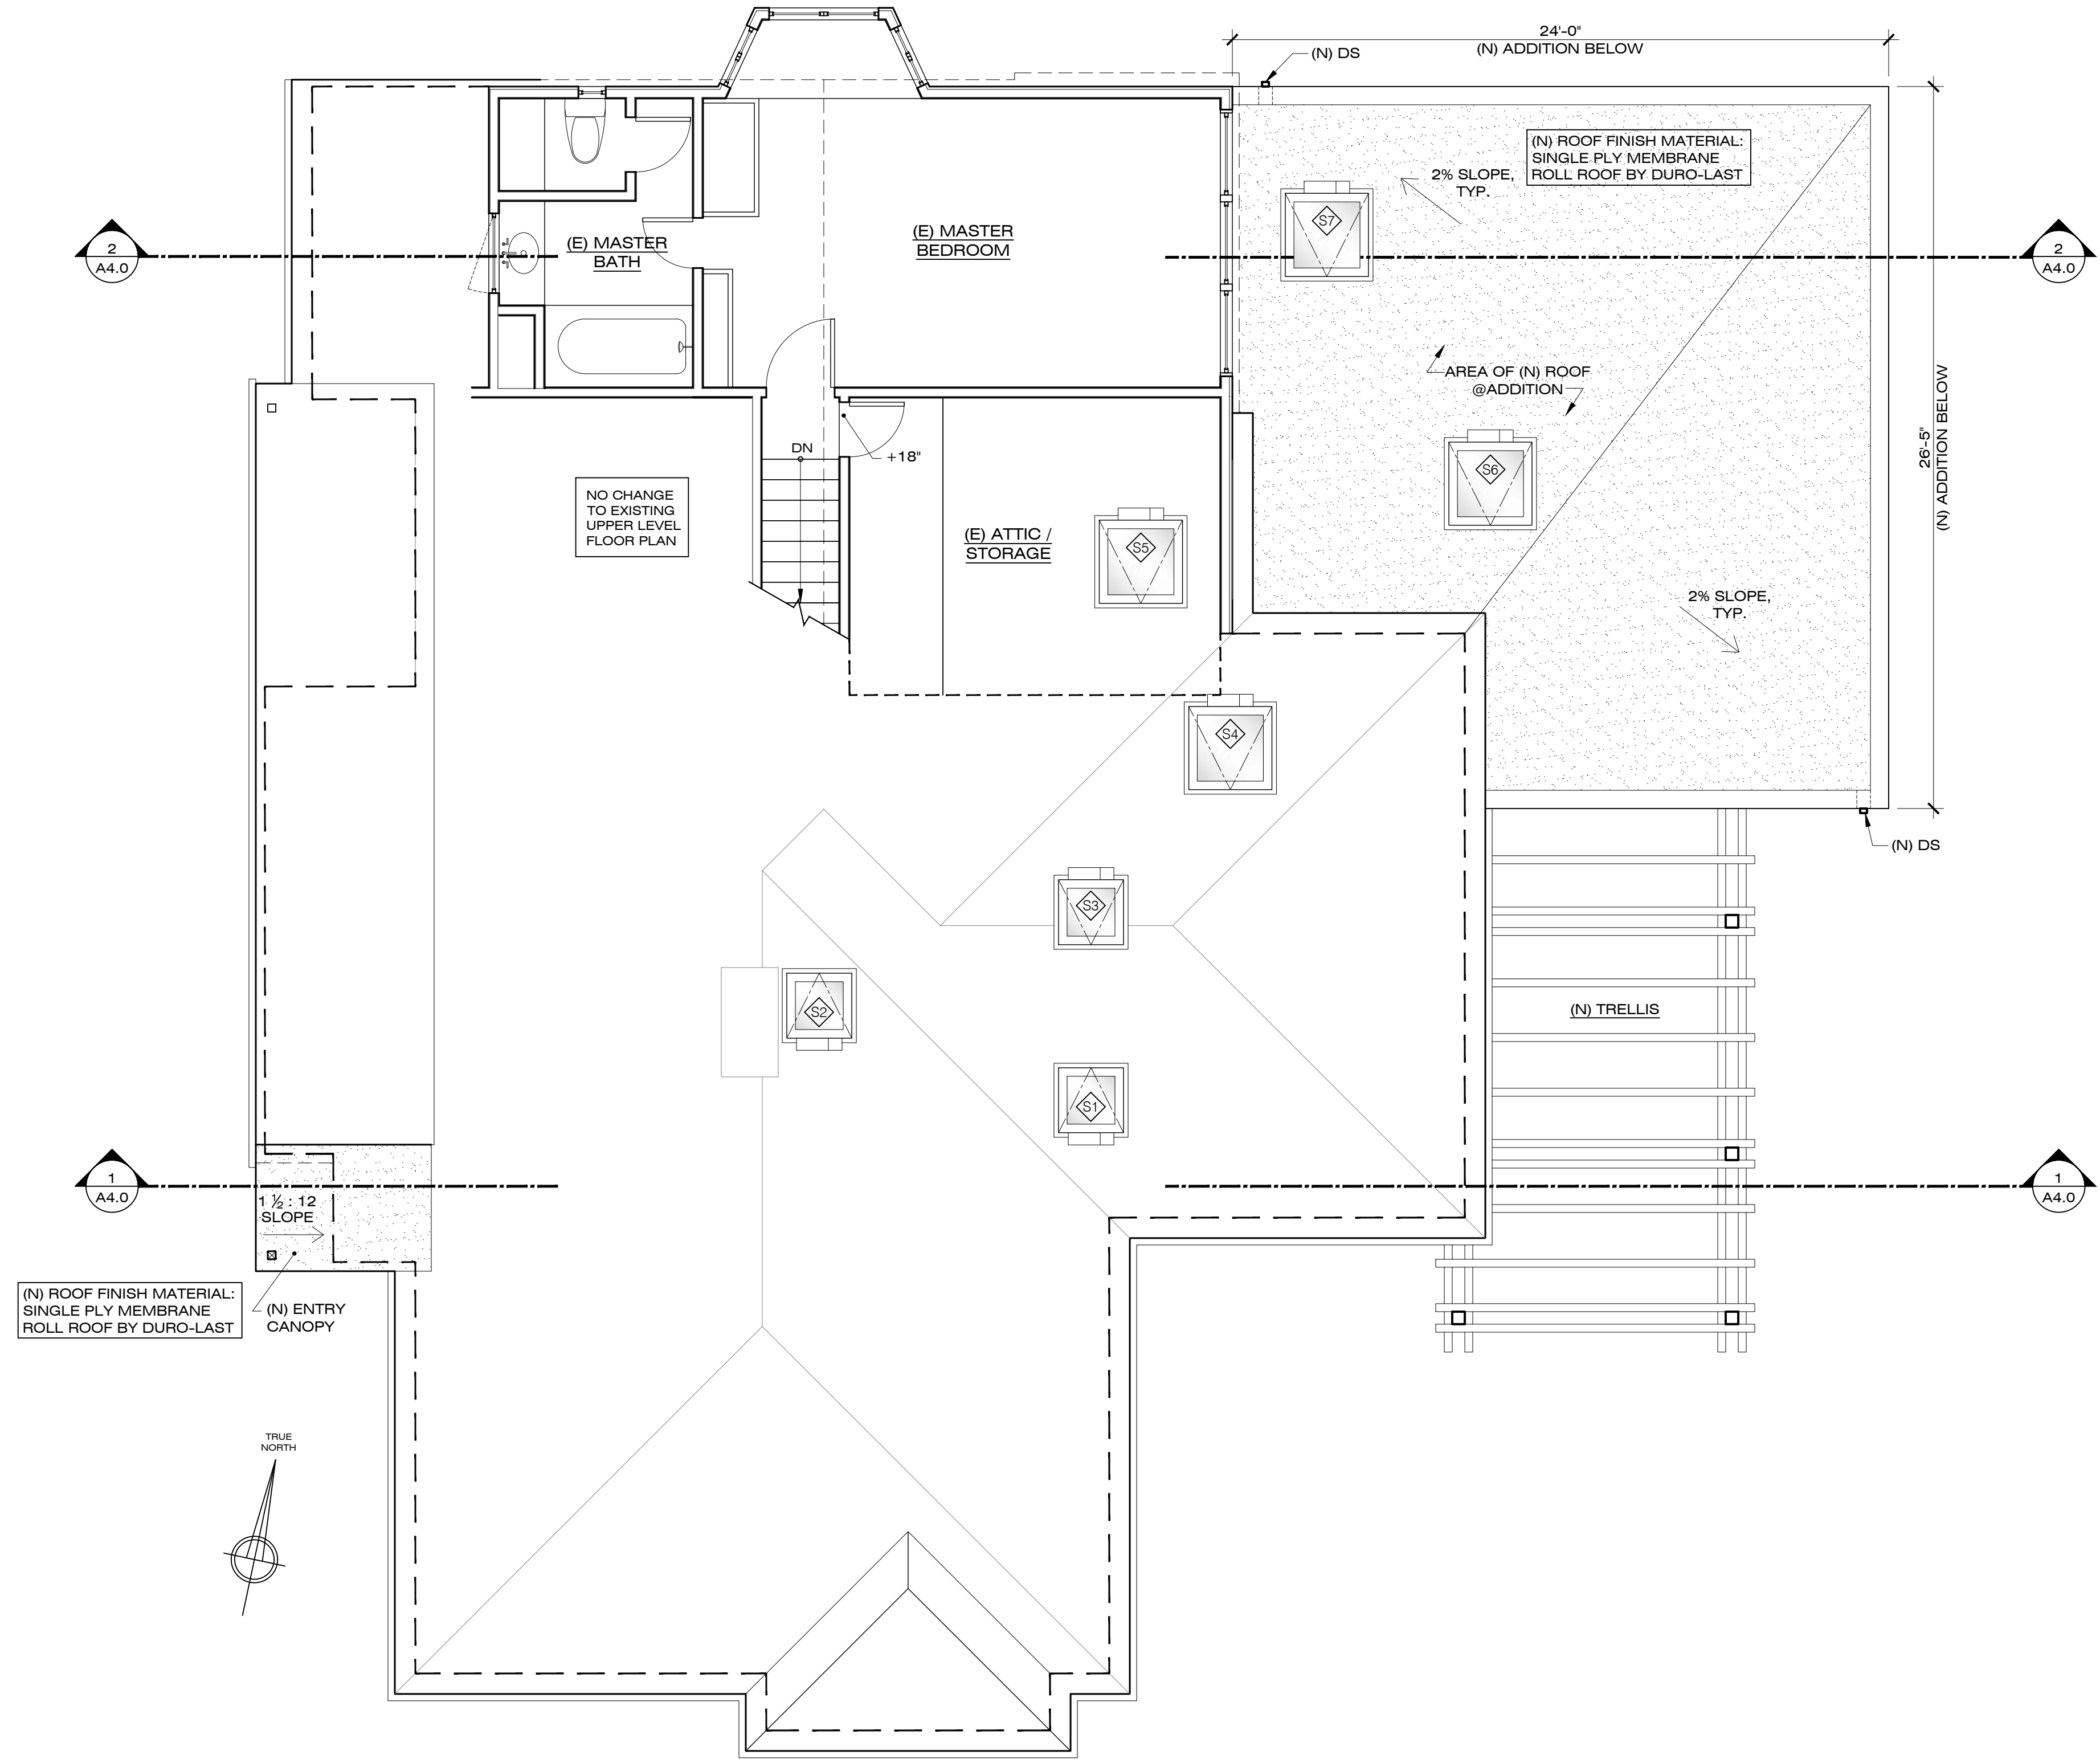 24'-0"
(N) ADDITION BELOW
(N) DS
(N) ROOF FINISH MATERIAL:
SINGLE PLY MEMBRANE
ROLL ROOF BY DURO-LAST
2% SLOPE,
TYP.
S7
2
A4.0
(E) MASTER
BATH
(E) MASTER
BEDROOM
2
A4.0
AREA OF (N) ROOF
@ADDITION
26'-5"
(N) ADDITION BELOW
DN
+18"
S6
NO CHANGE
TO EXISTING
UPPER LEVEL
FLOOR PLAN
(E) ATTIC /
STORAGE
S5
2% SLOPE,
TYP.
S4
(N) DS
S3
S2
(N) TRELLIS
S1
1
A4.0
1 ½ : 12
SLOPE
1
A4.0
(N) ROOF FINISH MATERIAL:
SINGLE PLY MEMBRANE
ROLL ROOF BY DURO-LAST
(N) ENTRY
CANOPY
TRUE
NORTH